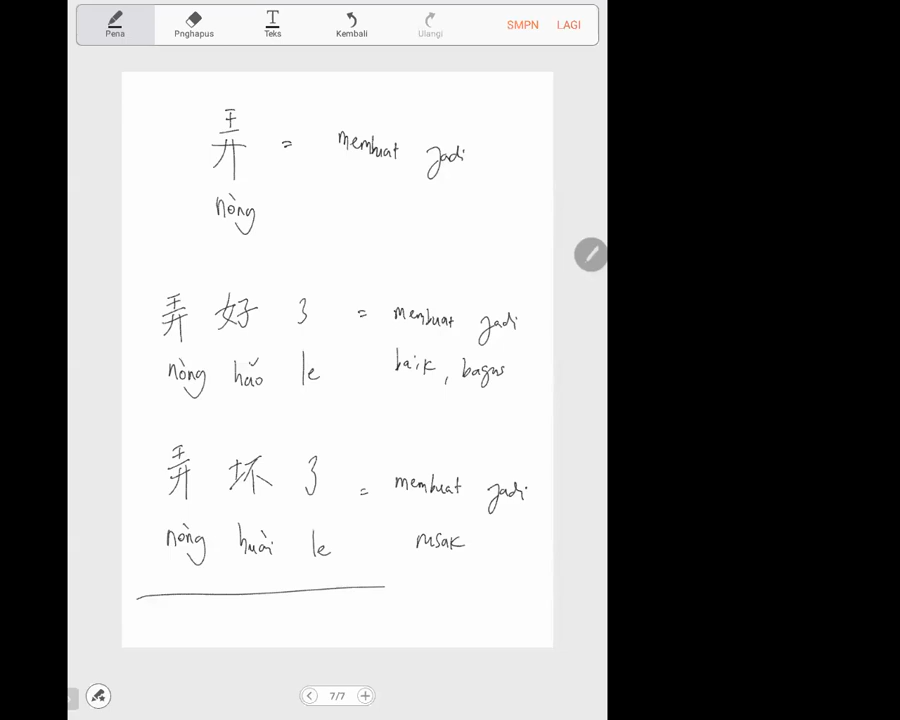 Pena Pnghapus Teks Kembali Ulangi SMPN LAGI
弄 = membuat jadi
nòng
弄 好 了 = membuat jadi
nòng hǎo le baik, bagus
弄 坏 了 = membuat jadi
nòng huài le rusak
7/7